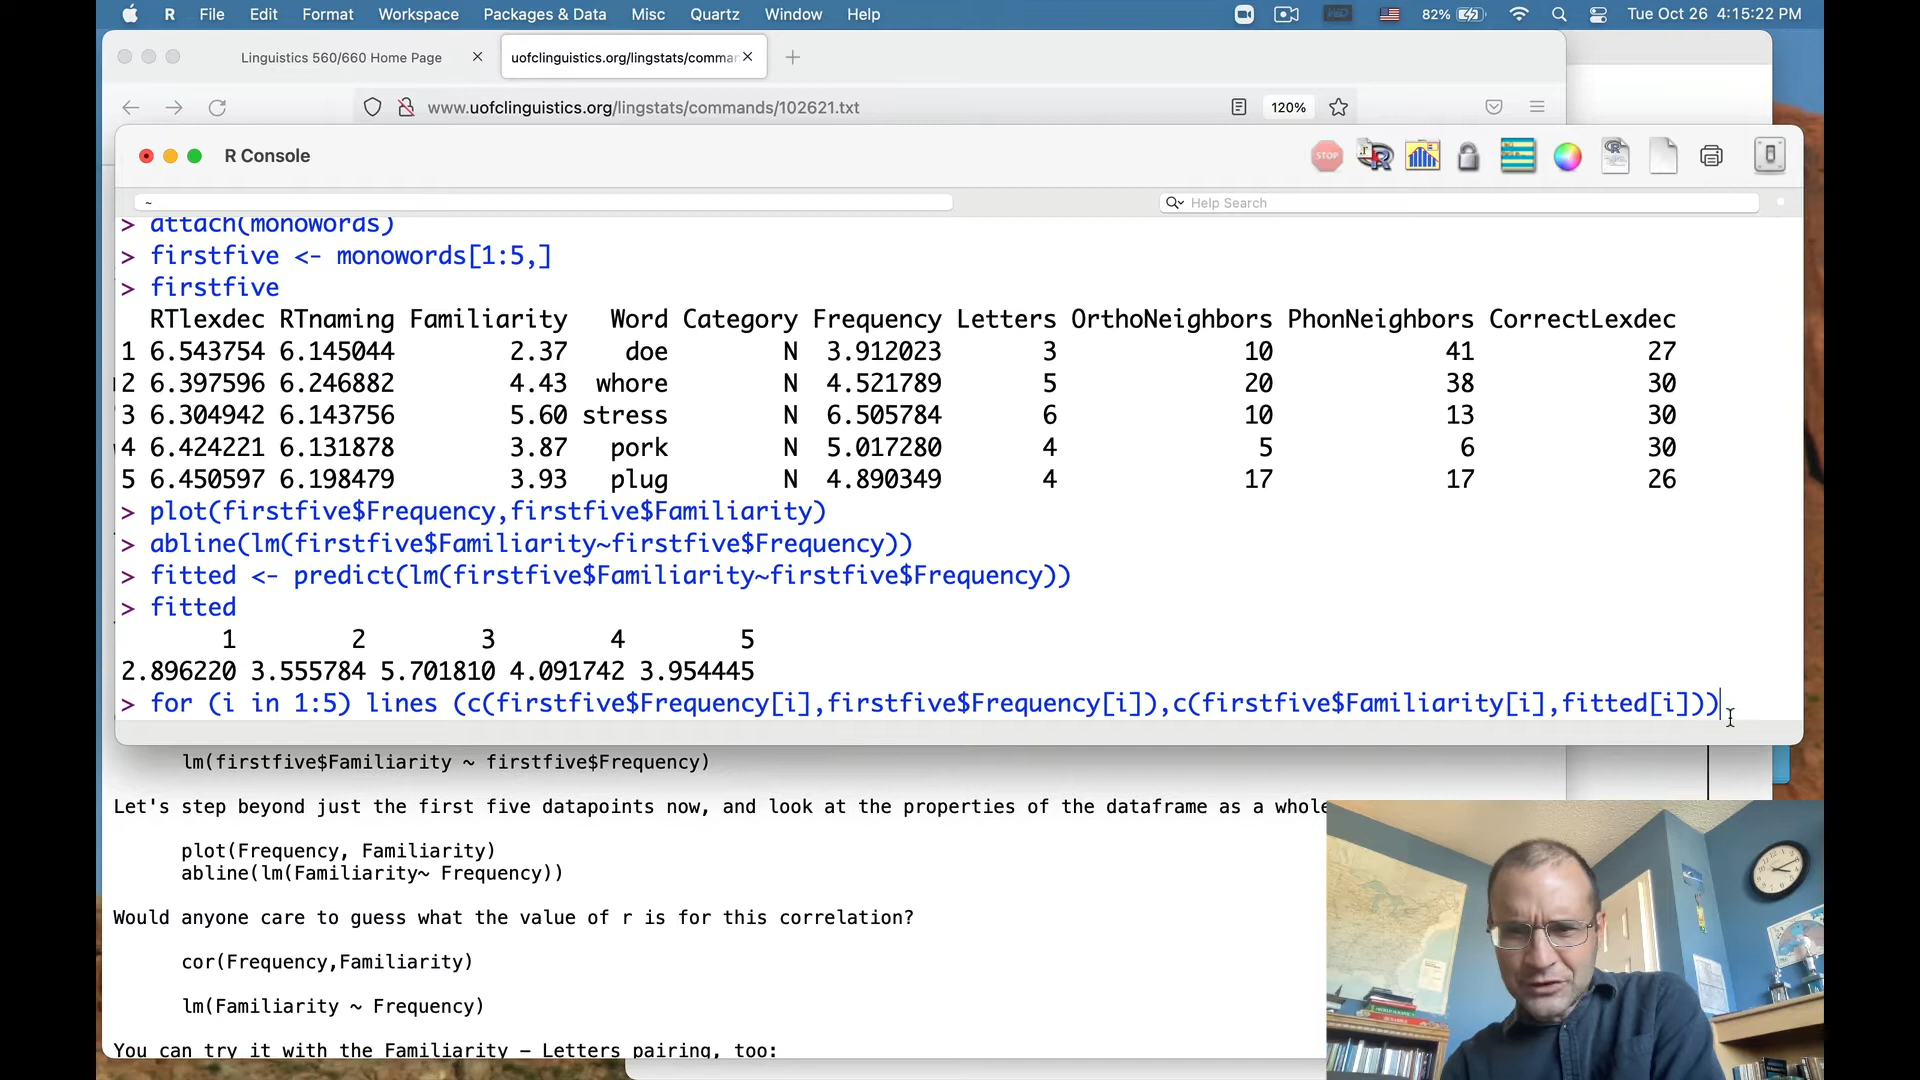 R File Edit Format Workspace Packages & Data Misc Quartz Window Help 82% Tue Oct 26 4:15:22 PM
Linguistics 560/660 Home Page
uofclinguistics.org/lingstats/comma
www.uofclinguistics.org/lingstats/commands/102621.txt 120%
R Console
STOP
~
Help Search
> attach(monowords)
> firstfive <- monowords[1:5,]
> firstfive
RTlexdec RTnaming Familiarity Word Category Frequency Letters OrthoNeighbors PhonNeighbors CorrectLexdec
1 6.543754 6.145044 2.37 doe N 3.912023 3 10 41 27
2 6.397596 6.246882 4.43 whore N 4.521789 5 20 38 30
3 6.304942 6.143756 5.60 stress N 6.505784 6 10 13 30
4 6.424221 6.131878 3.87 pork N 5.017280 4 5 6 30
5 6.450597 6.198479 3.93 plug N 4.890349 4 17 17 26
> plot(firstfive$Frequency,firstfive$Familiarity)
> abline(lm(firstfive$Familiarity~firstfive$Frequency))
> fitted <- predict(lm(firstfive$Familiarity~firstfive$Frequency))
> fitted
1 2 3 4 5
2.896220 3.555784 5.701810 4.091742 3.954445
> for (i in 1:5) lines (c(firstfive$Frequency[i],firstfive$Frequency[i]),c(firstfive$Familiarity[i],fitted[i]))
lm(firstfive$Familiarity ~ firstfive$Frequency)
Let's step beyond just the first five datapoints now, and look at the properties of the dataframe as a whole
plot(Frequency, Familiarity)
abline(lm(Familiarity~ Frequency))
Would anyone care to guess what the value of r is for this correlation?
cor(Frequency,Familiarity)
lm(Familiarity ~ Frequency)
You can try it with the Familiarity – Letters pairing, too: